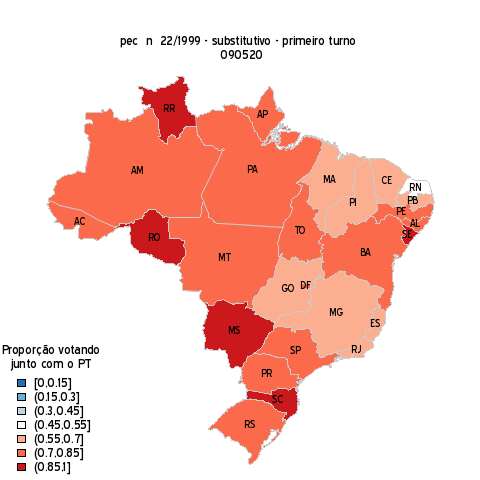 pec n 22/1999 - substitutivo - primeiro turno
090520
RR
AP
AM
PA
MA
CE
RN
PI
PB
PE
AC
AL
TO
SE
RO
BA
MT
GO DF
MG
MS
ES
SP
RJ
PR
SC
RS
Proporção votando
junto com o PT
[0,0.15]
(0.15,0.3]
(0.3,0.45]
(0.45,0.55]
(0.55,0.7]
(0.7,0.85]
(0.85,1]